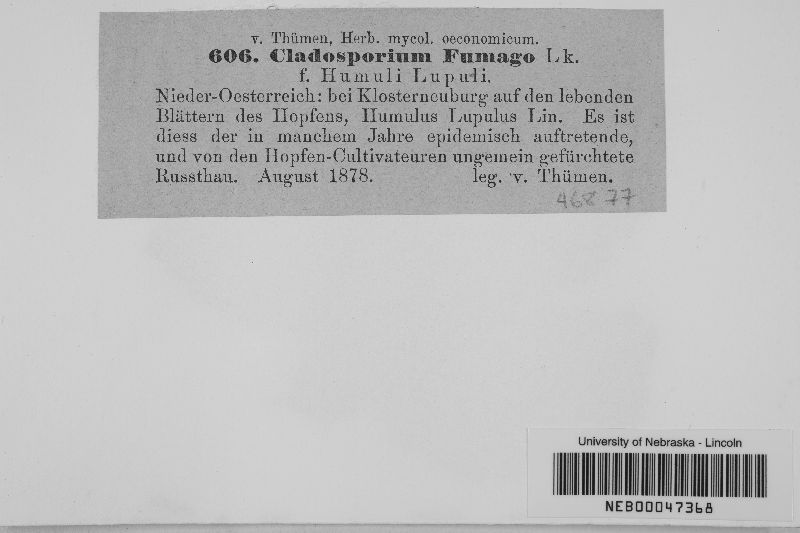 v. Thümen, Herb. mycol. oeconomicum.
606. Cladosporium Fumago Lk.
f. Humuli Lupuli.
Nieder-Oesterreich: bei Klosterneuburg auf den lebenden
Blättern des Hopfens, Humulus Lupulus Lin. Es ist
diess der in manchem Jahre epidemisch auftretende,
und von den Hopfen-Cultivateuren ungemein gefürchtete
Russthau. August 1878. leg. v. Thümen.
46877
University of Nebraska - Lincoln
NEB00047368